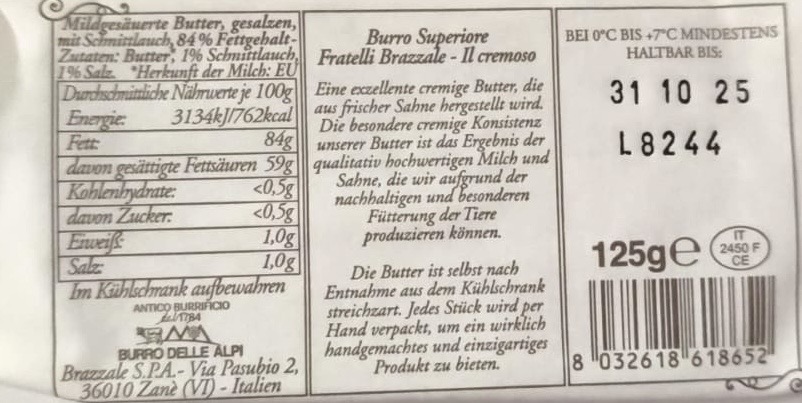 Mildgesäuerte Butter, gesalzen,
mit Schnittlauch, 84 % Fettgehalt-
Zutaten: Butter, 1% Schnittlauch,
1% Salz. *Herkunft der Milch: EU
Durchschnittliche Nährwerte je 100g
Energie: 3134kJ/762kcal
Fett: 84g
davon gesättigte Fettsäuren 59g
Kohlenhydrate: <0,5g
davon Zucker: <0,5g
Eiweiß: 1,0g
Salz: 1,0g
Im Kühlschrank aufbewahren
ANTICO BURRIFICIO
dal 1784
BURRO DELLE ALPI
Brazzale S.P.A.- Via Pasubio 2,
36010 Zanè (VI) - Italien
Burro Superiore
Fratelli Brazzale - Il cremoso
Eine exzellente cremige Butter, die
aus frischer Sahne hergestellt wird.
Die besondere cremige Konsistenz
unserer Butter ist das Ergebnis der
qualitativ hochwertigen Milch und
Sahne, die wir aufgrund der
nachhaltigen und besonderen
Fütterung der Tiere
produzieren können.
Die Butter ist selbst nach
Entnahme aus dem Kühlschrank
streichzart. Jedes Stück wird per
Hand verpackt, um ein wirklich
handgemachtes und einzigartiges
Produkt zu bieten.
BEI 0°C BIS +7°C MINDESTENS
HALTBAR BIS:
31 10 25
L8244
125g e
IT
2450 F
CE
8 032618 618652